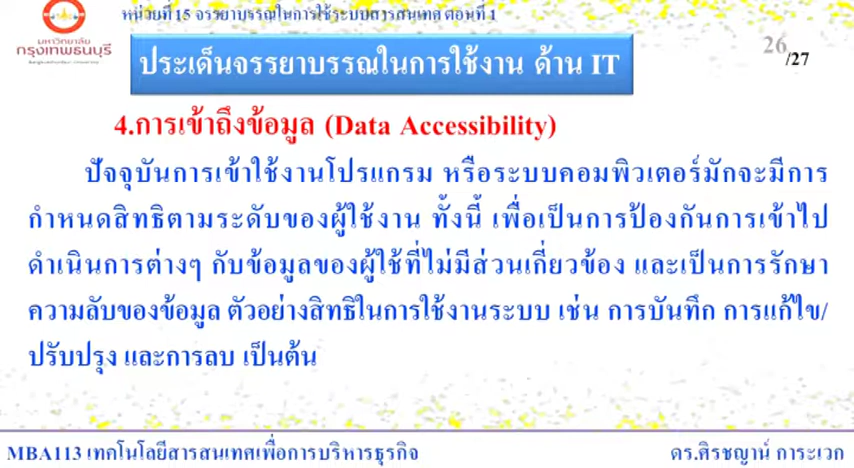 หน่วยที่ 15 จรรยาบรรณในการใช้ระบบสารสนเทศ ตอนที่ 1
มหาวิทยาลัย
กรุงเทพธนบุรี
ประเด็นจรรยาบรรณในการใช้งาน ด้าน IT
26/27
4.การเข้าถึงข้อมูล (Data Accessibility)
ปัจจุบันการเข้าใช้งานโปรแกรม หรือระบบคอมพิวเตอร์มักจะมีการ
กำหนดสิทธิตามระดับของผู้ใช้งาน ทั้งนี้ เพื่อเป็นการป้องกันการเข้าไป
ดำเนินการต่างๆ กับข้อมูลของผู้ใช้ที่ไม่มีส่วนเกี่ยวข้อง และเป็นการรักษา
ความลับของข้อมูล ตัวอย่างสิทธิในการใช้งานระบบ เช่น การบันทึก การแก้ไข/
ปรับปรุง และการลบ เป็นต้น
MBA113 เทคโนโลยีสารสนเทศเพื่อการบริหารธุรกิจ
ดร.ศิรชญาน์ การะเวก